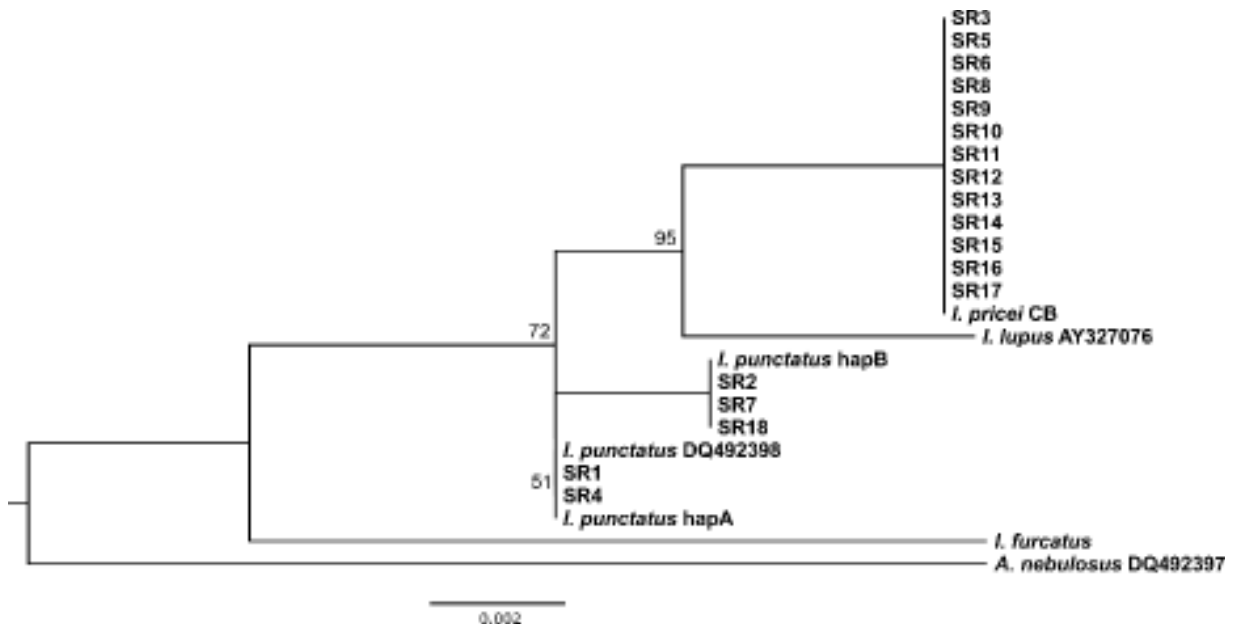 SR3
SR5
SR6
SR8
SR9
SR10
SR11
SR12
SR13
SR14
SR15
SR16
SR17
I. pricei CB
I. lupus AY327076
I. punctatus hapB
SR2
SR7
SR18
I. punctatus DQ492398
SR1
SR4
I. punctatus hapA
I. furcatus
A. nebulosus DQ492397
95
72
51
0.002